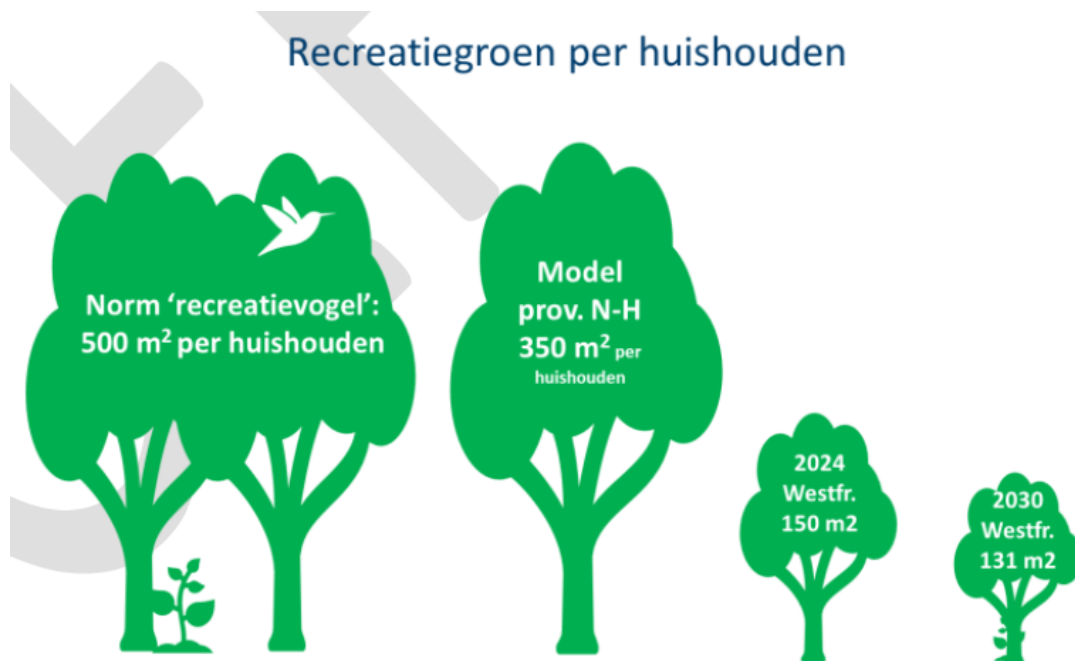 Recreatiegroen per huishouden
Norm ‘recreatievogel’:
500 m² per huishouden
Model
prov. N-H
350 m² per
huishouden
2024
Westfr.
150 m2
2030
Westfr.
131 m2